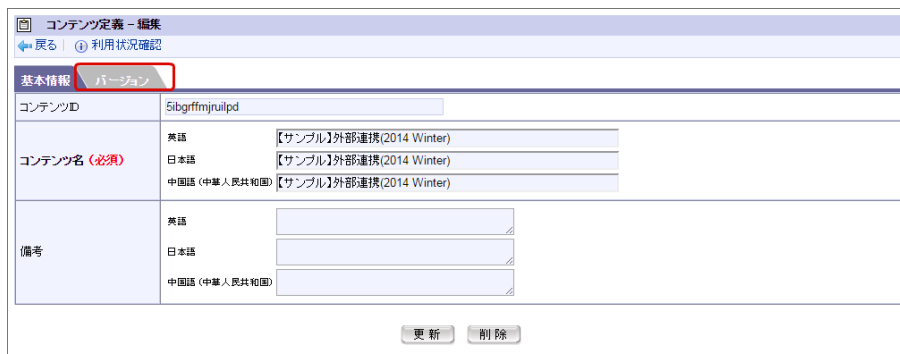 コンテンツ定義 - 編集
戻る | 利用状況確認
基本情報 バージョン
コンテンツID 5ibgrffmjruilpd
英語 【サンプル】外部連携(2014 Winter)
コンテンツ名 (必須) 日本語 【サンプル】外部連携(2014 Winter)
中国語 (中華人民共和国) 【サンプル】外部連携(2014 Winter)
英語
備考 日本語
中国語 (中華人民共和国)
更新 削除